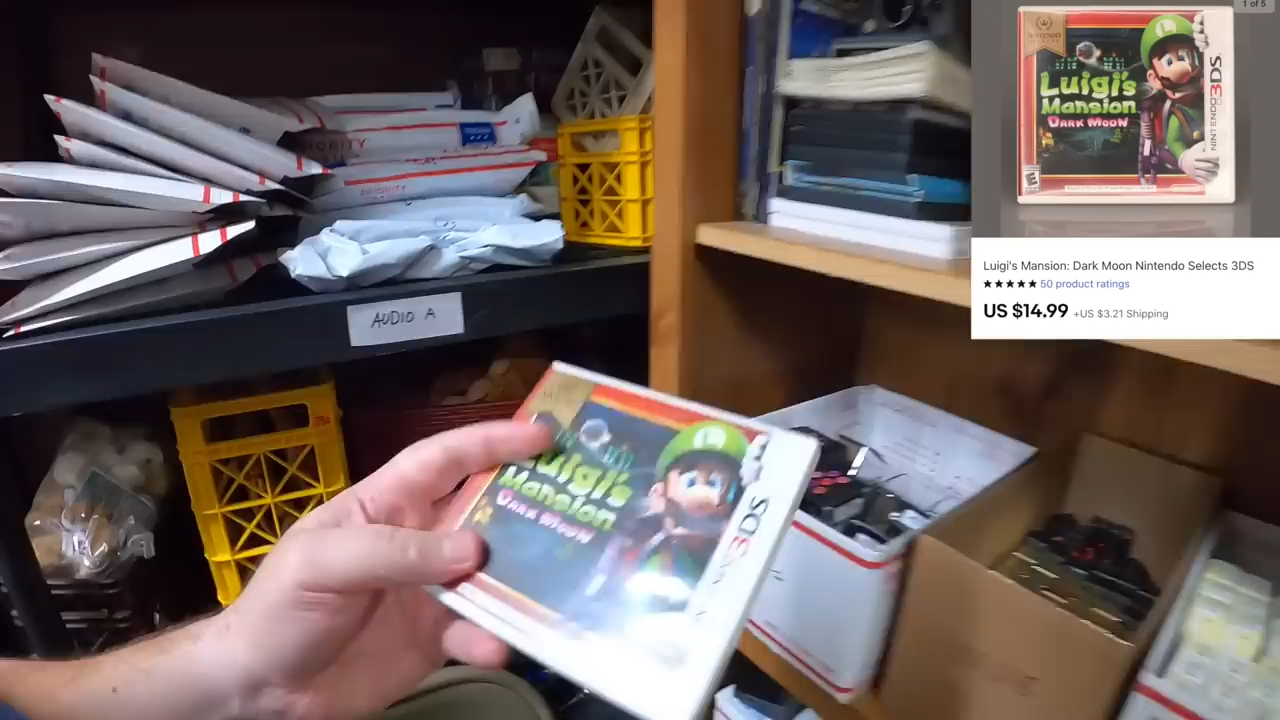 1 of 5
NINTENDO
SELECTS
LUIGI'S
MANSION
DARK MOON
NINTENDO 3DS
E
Luigi's Mansion: Dark Moon Nintendo Selects 3DS
★★★★★ 50 product ratings
US $14.99 +US $3.21 Shipping
PRIORITY
PRIORITY
AUDIO A
LUIGI'S
MANSION
DARK MOON
3DS